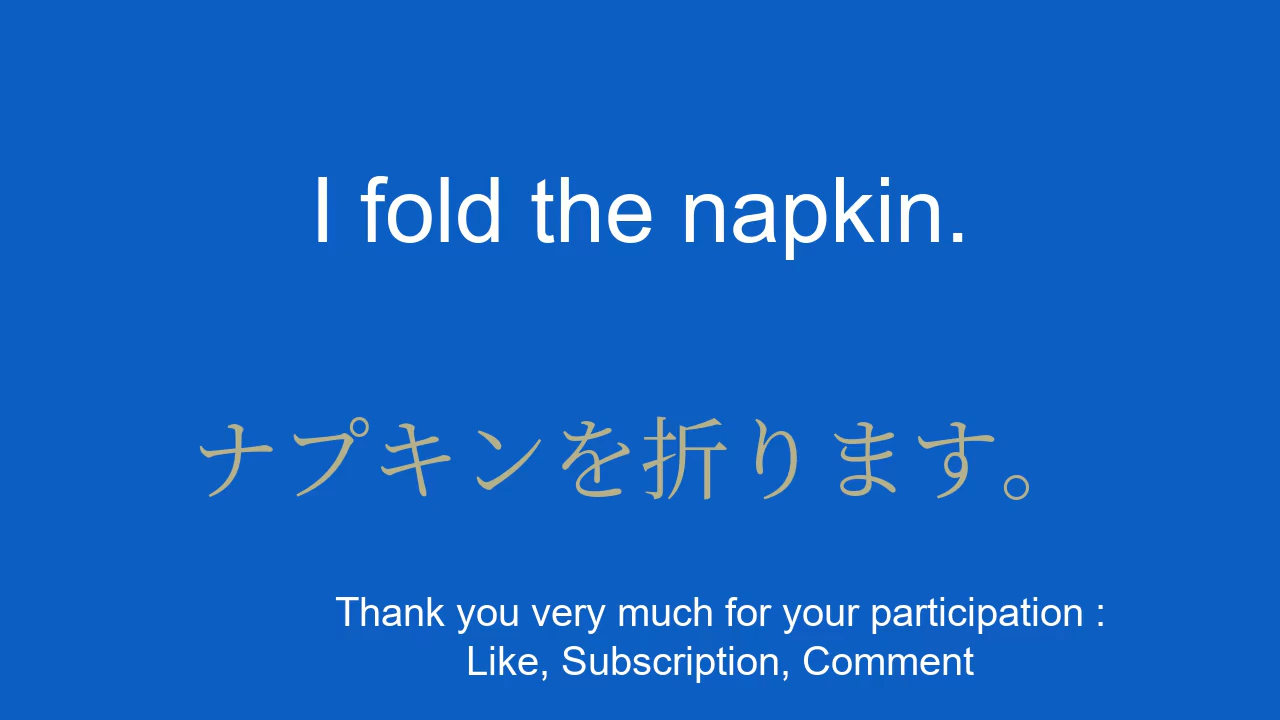 I fold the napkin.
ナプキンを折ります。
Thank you very much for your participation :
Like, Subscription, Comment